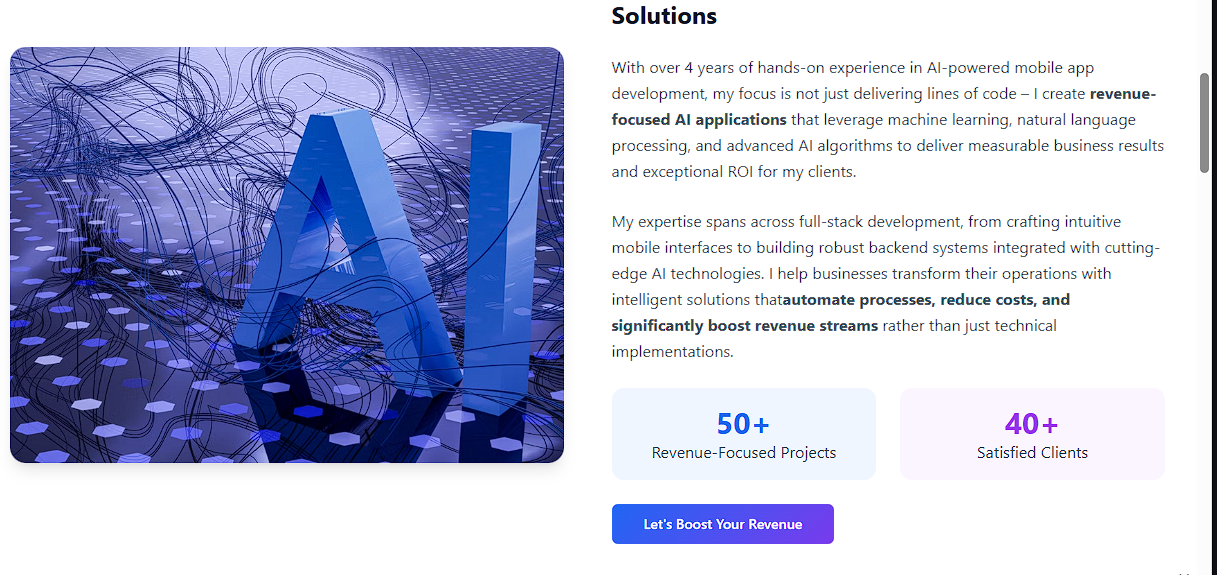 Solutions
With over 4 years of hands-on experience in AI-powered mobile app
development, my focus is not just delivering lines of code – I create revenue-
focused AI applications that leverage machine learning, natural language
processing, and advanced AI algorithms to deliver measurable business results
and exceptional ROI for my clients.
My expertise spans across full-stack development, from crafting intuitive
mobile interfaces to building robust backend systems integrated with cutting-
edge AI technologies. I help businesses transform their operations with
intelligent solutions thatautomate processes, reduce costs, and
significantly boost revenue streams rather than just technical
implementations.
AI
50+
Revenue-Focused Projects
40+
Satisfied Clients
Let's Boost Your Revenue